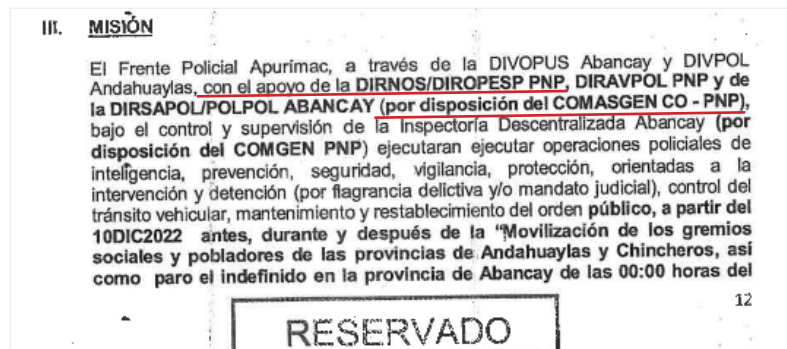 III. MISIÓN
El Frente Policial Apurímac, a través de la DIVOPUS Abancay y DIVPOL
Andahuaylas, con el apoyo de la DIRNOS/DIROPESP PNP, DIRAVPOL PNP y de
la DIRSAPOL/POLPOL ABANCAY (por disposición del COMASGEN CO - PNP),
bajo el control y supervisión de la Inspectoría Descentralizada Abancay (por
disposición del COMGEN PNP) ejecutaran ejecutar operaciones policiales de
inteligencia, prevención, seguridad, vigilancia, protección, orientadas a la
intervención y detención (por flagrancia delictiva y/o mandato judicial), control del
tránsito vehicular, mantenimiento y restablecimiento del orden público, a partir del
10DIC2022 antes, durante y después de la “Movilización de los gremios
sociales y pobladores de las provincias de Andahuaylas y Chincheros, así
como paro el indefinido en la provincia de Abancay de las 00:00 horas del
12
RESERVADO